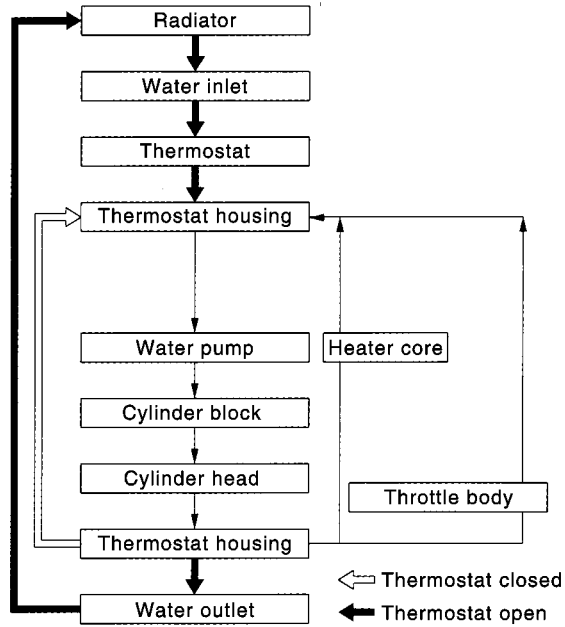 Radiator
Water inlet
Thermostat
Thermostat housing
Water pump
Heater core
Cylinder block
Cylinder head
Throttle body
Thermostat housing
Thermostat closed
Water outlet
Thermostat open